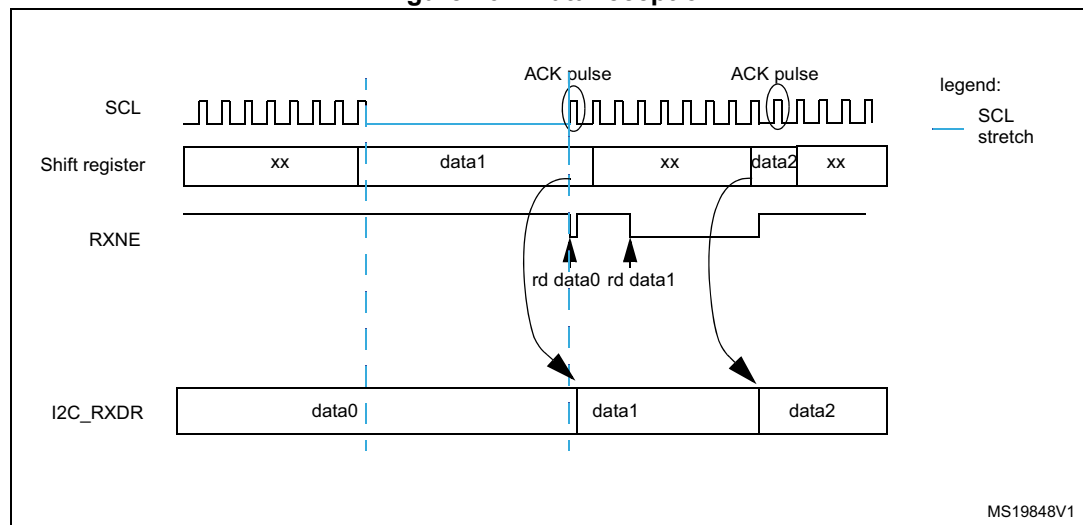 ACK pulse ACK pulse
legend:
SCL
SCL
stretch
Shift register xx data1 xx data2 xx
RXNE
rd data0 rd data1
I2C_RXDR data0 data1 data2
MS19848V1